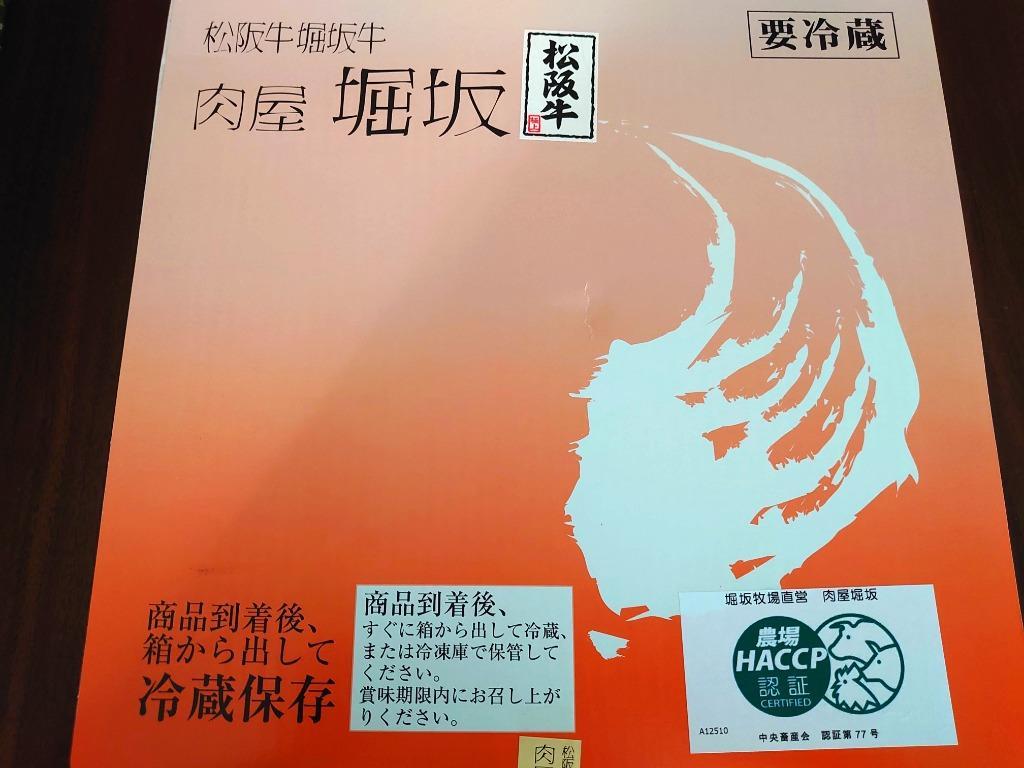 松阪牛堀坂牛
肉屋 堀坂
松阪牛
極上
要冷蔵
商品到着後、
箱から出して
冷蔵保存
商品到着後、
すぐに箱から出して冷蔵、
または冷凍庫で保管して
ください。
賞味期限内にお召し上が
りください。
堀坂牧場直営 肉屋堀坂
農場
HACCP
認証
CERTIFIED
A12510
中央畜産会 認証第77号
松阪
肉